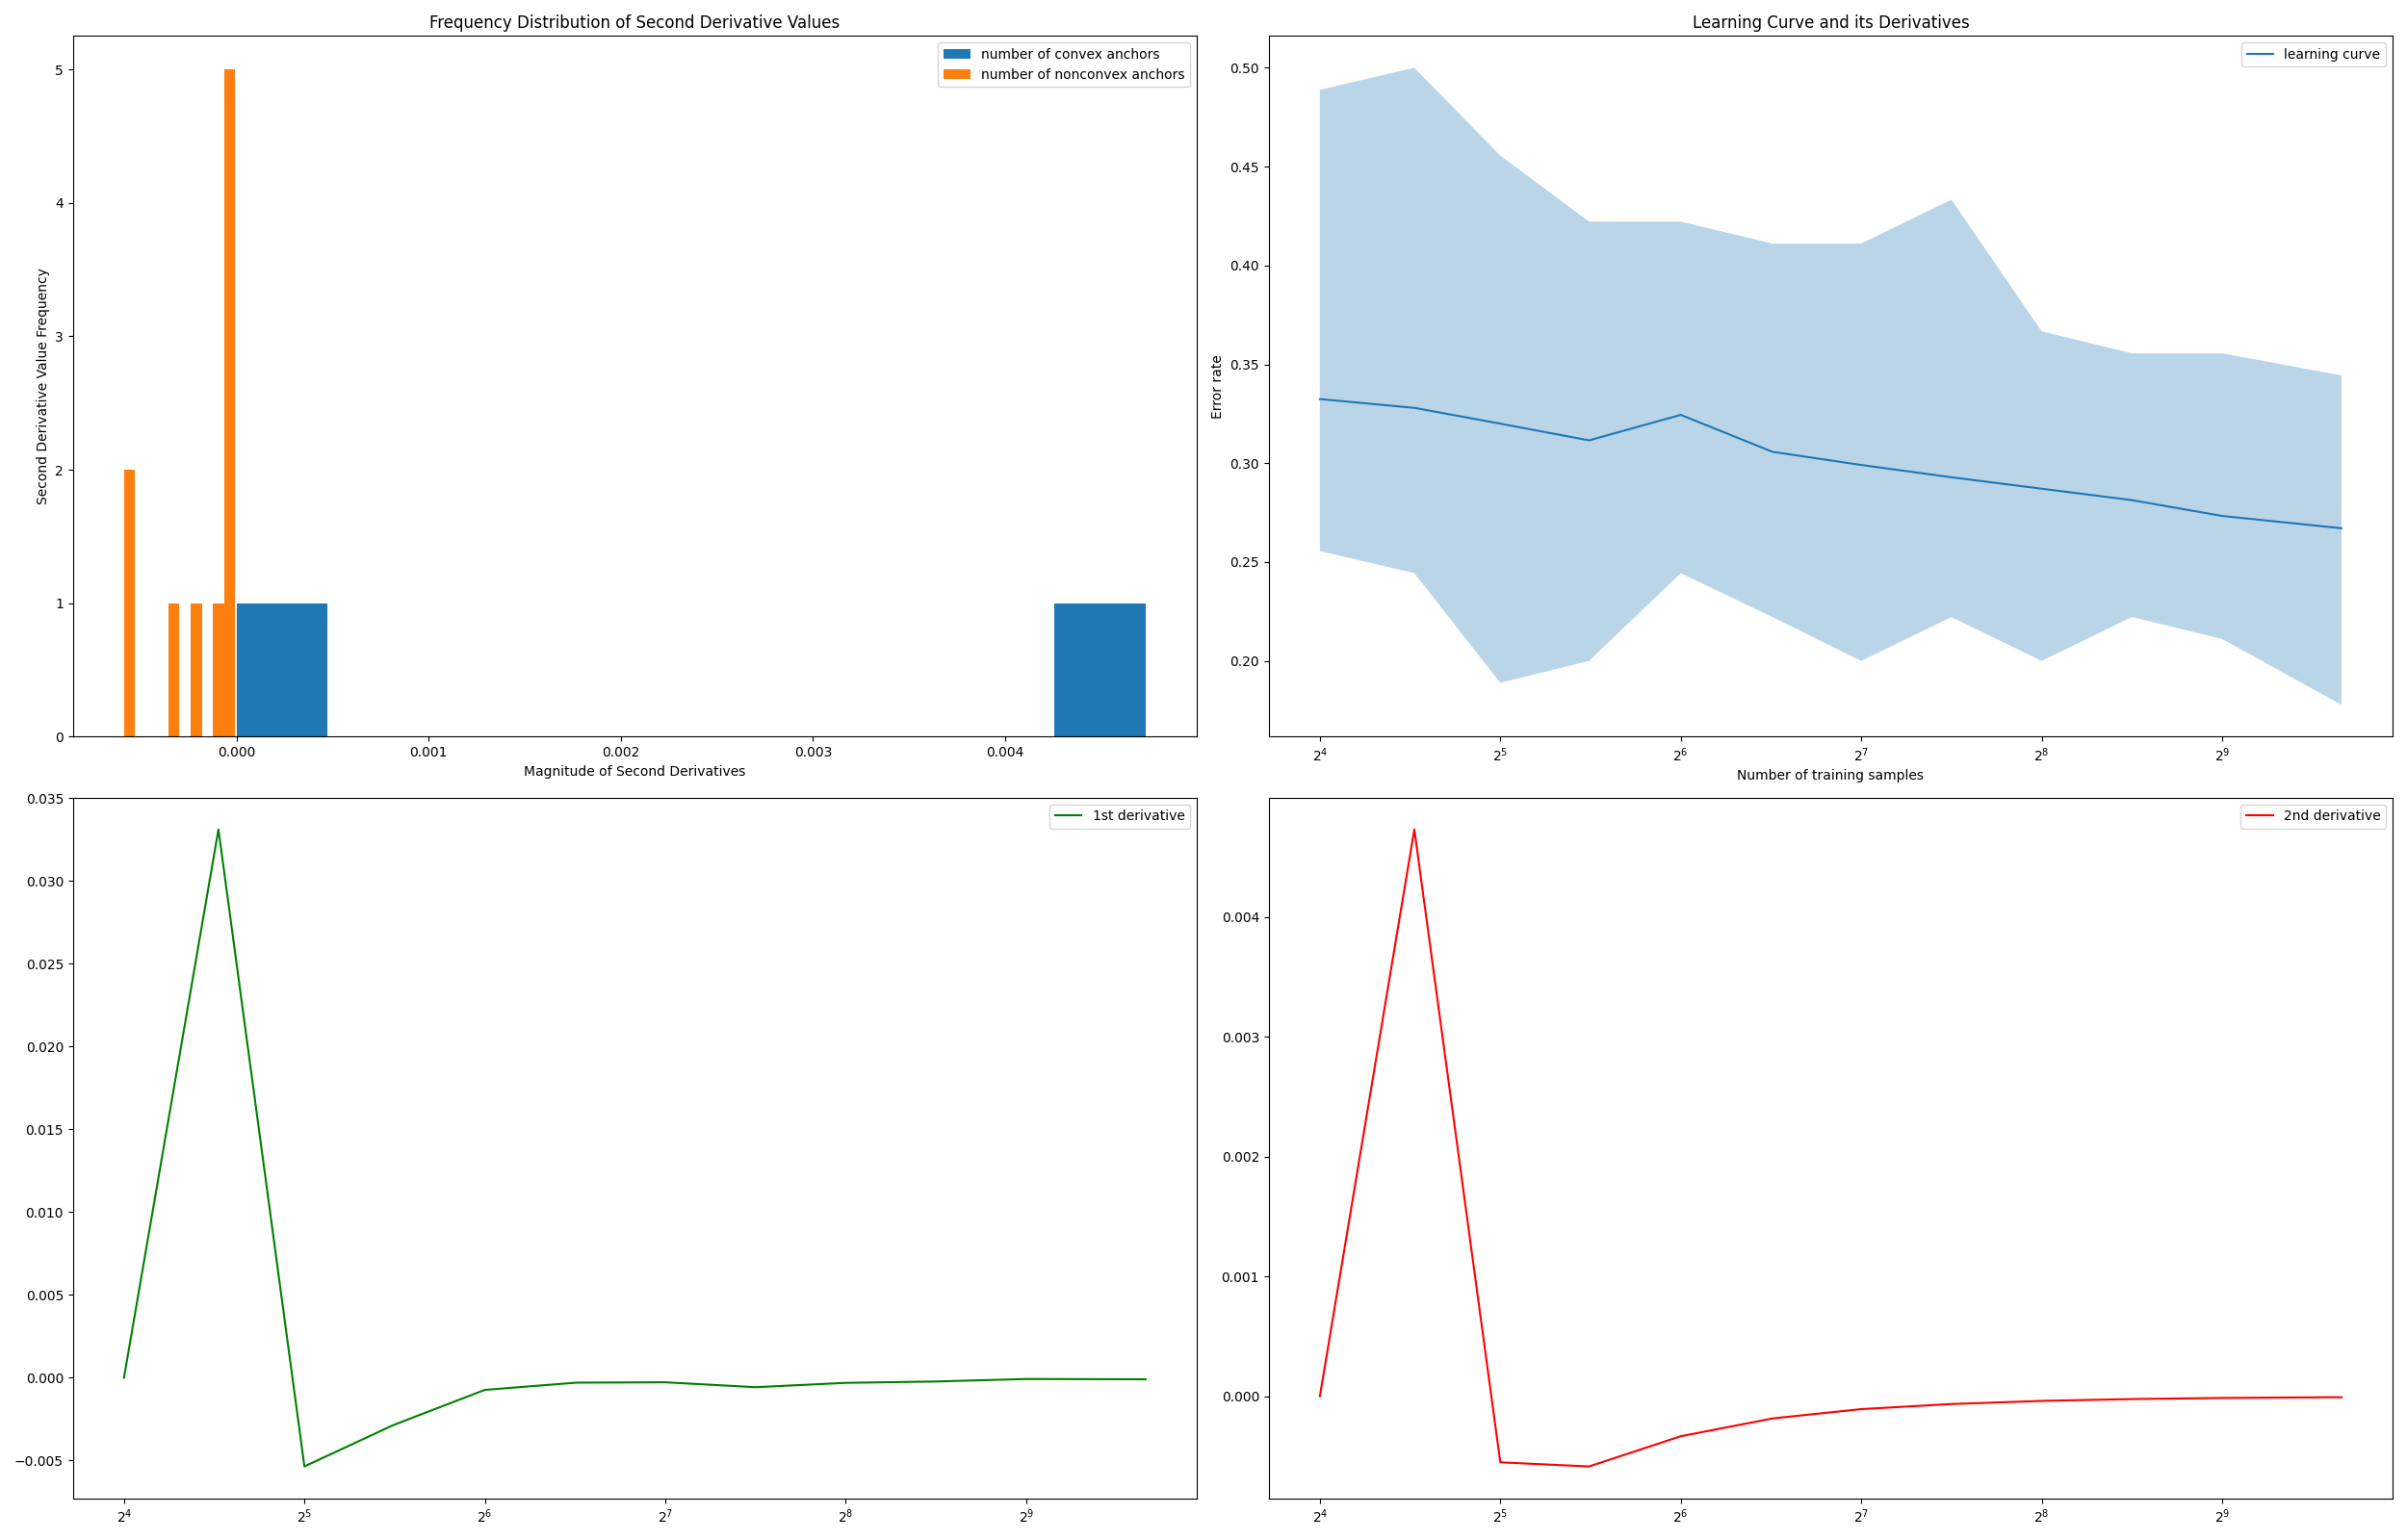 Frequency Distribution of Second Derivative Values
number of convex anchors
number of nonconvex anchors
Second Derivative Value Frequency
5
4
3
2
1
0
0.000 0.001 0.002 0.003 0.004
Magnitude of Second Derivatives
Learning Curve and its Derivatives
learning curve
Error rate
0.50
0.45
0.40
0.35
0.30
0.25
0.20
2⁴ 2⁵ 2⁶ 2⁷ 2⁸ 2⁹
Number of training samples
1st derivative
0.035
0.030
0.025
0.020
0.015
0.010
0.005
0.000
−0.005
2⁴ 2⁵ 2⁶ 2⁷ 2⁸ 2⁹
2nd derivative
0.004
0.003
0.002
0.001
0.000
2⁴ 2⁵ 2⁶ 2⁷ 2⁸ 2⁹